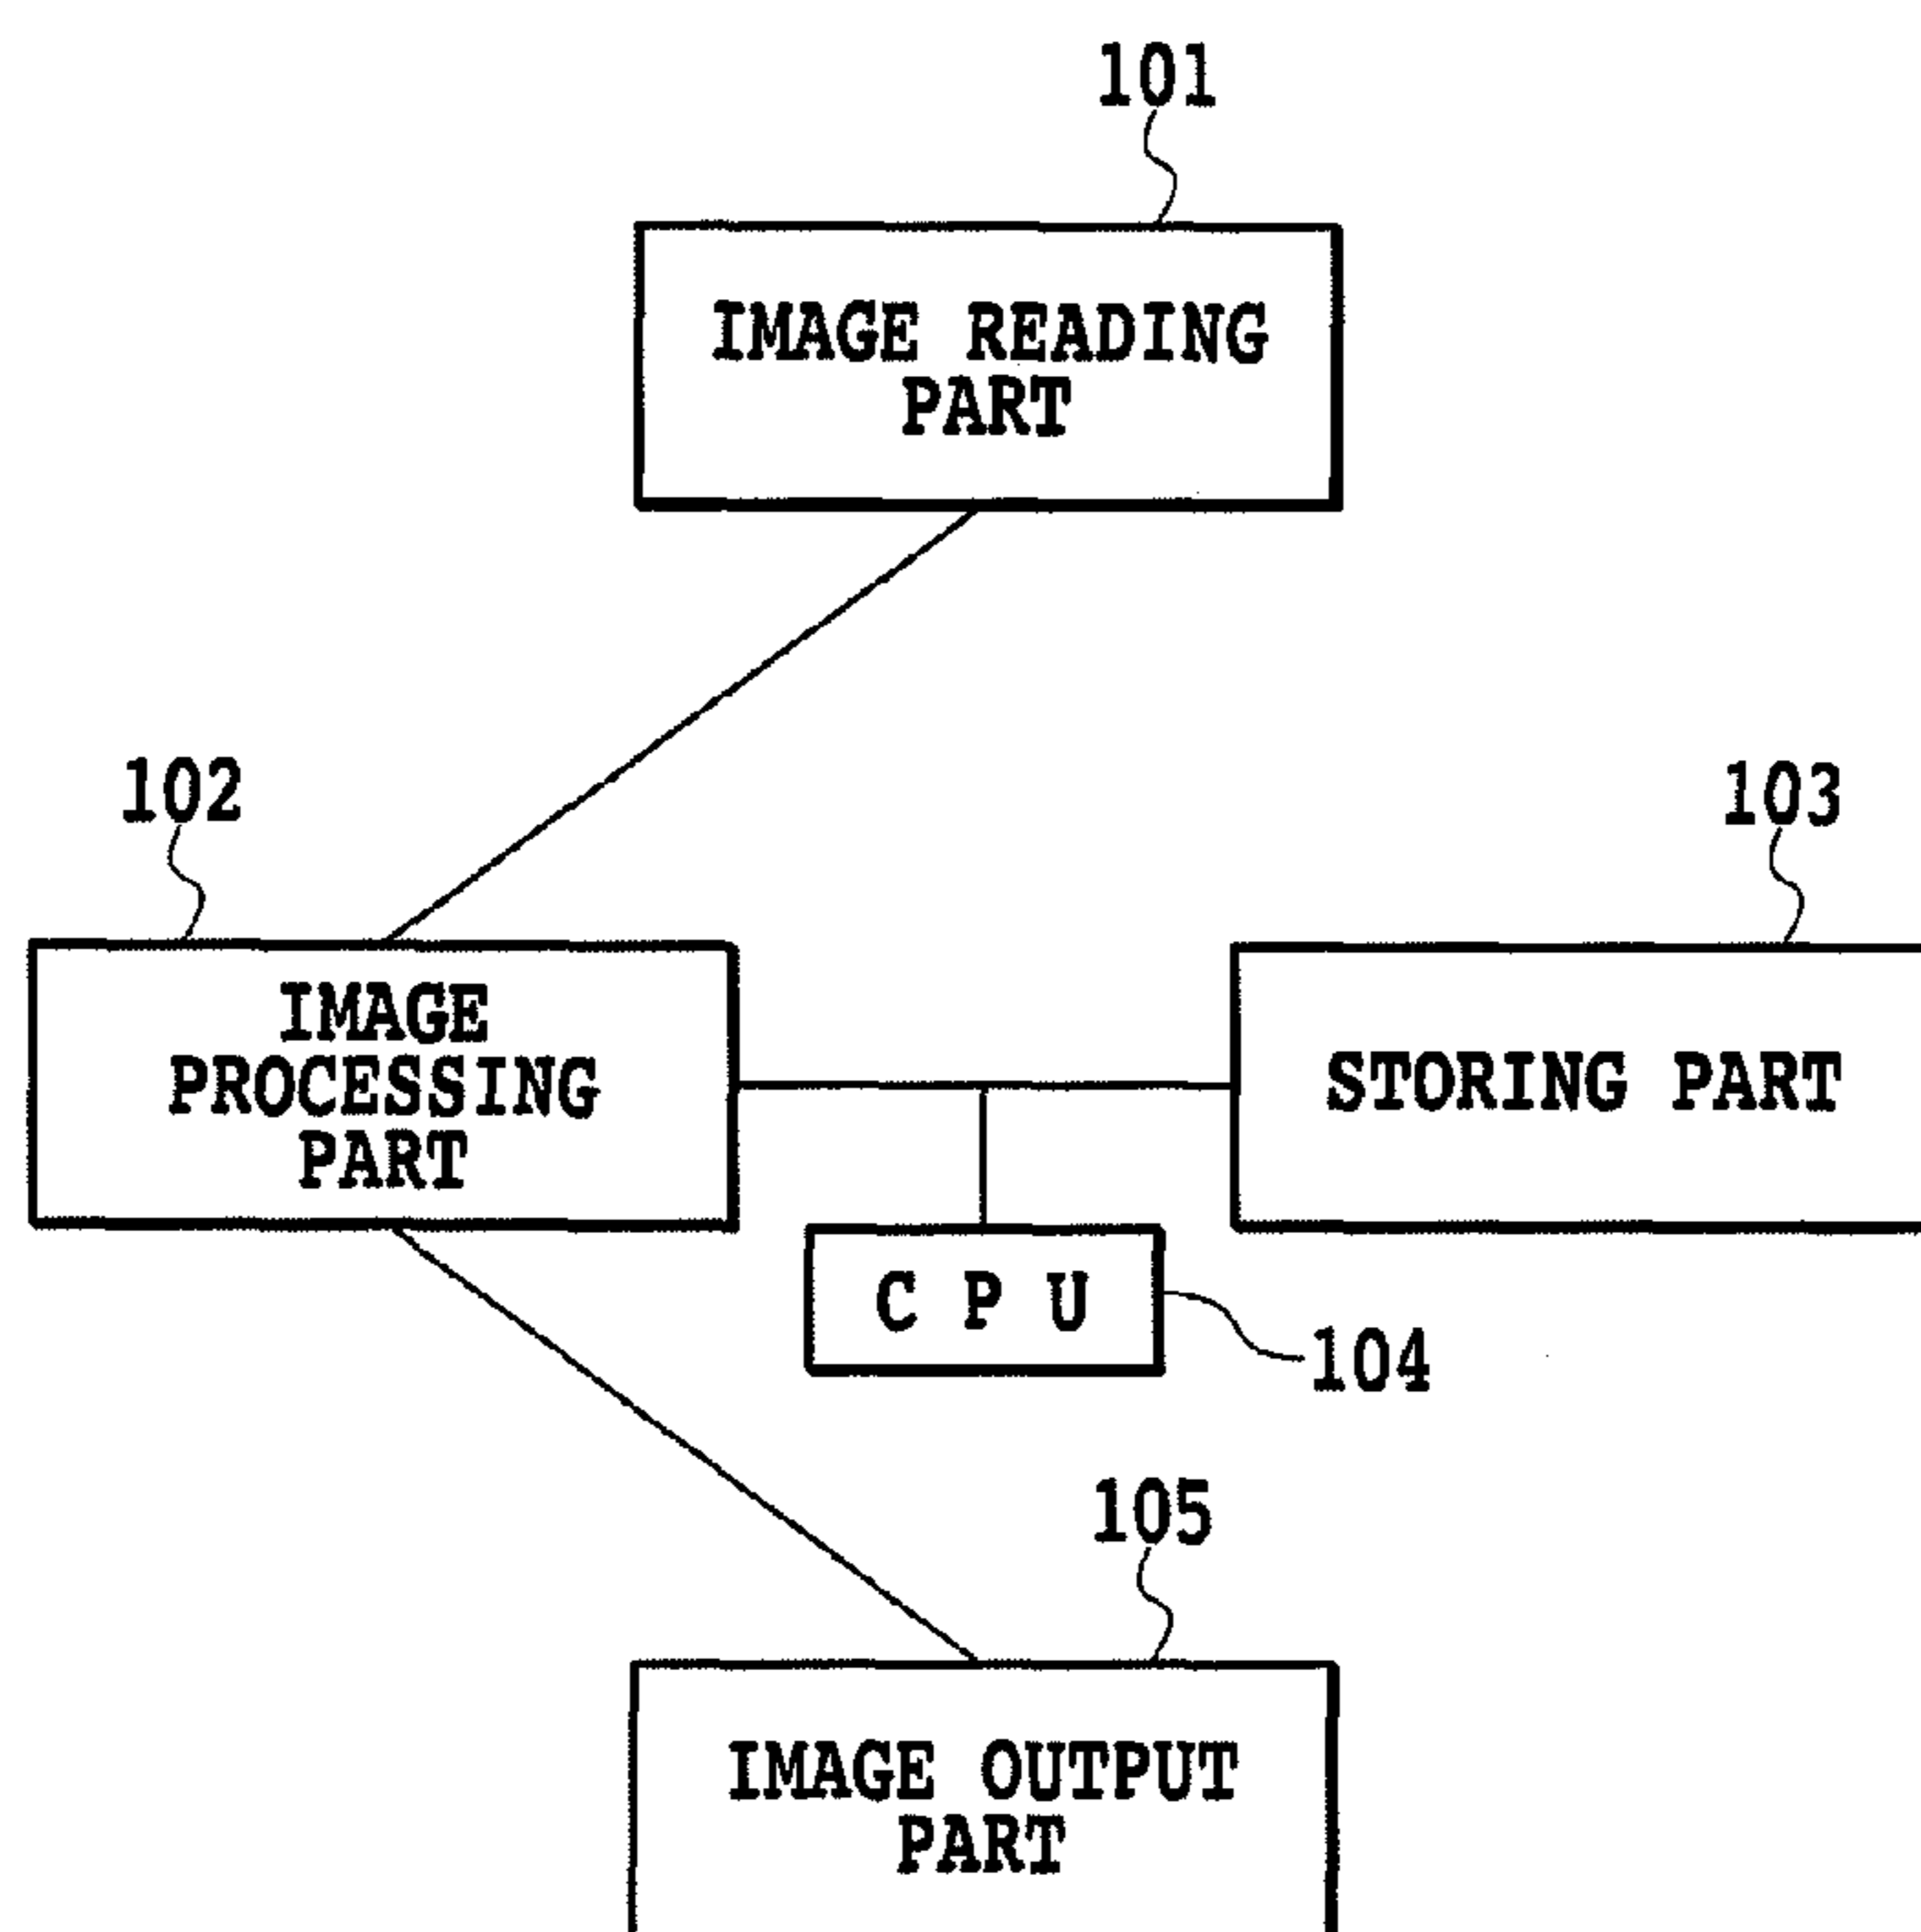 101
IMAGE READING
PART
102
103
IMAGE
PROCESSING
PART
STORING PART
C P U
104
105
IMAGE OUTPUT
PART